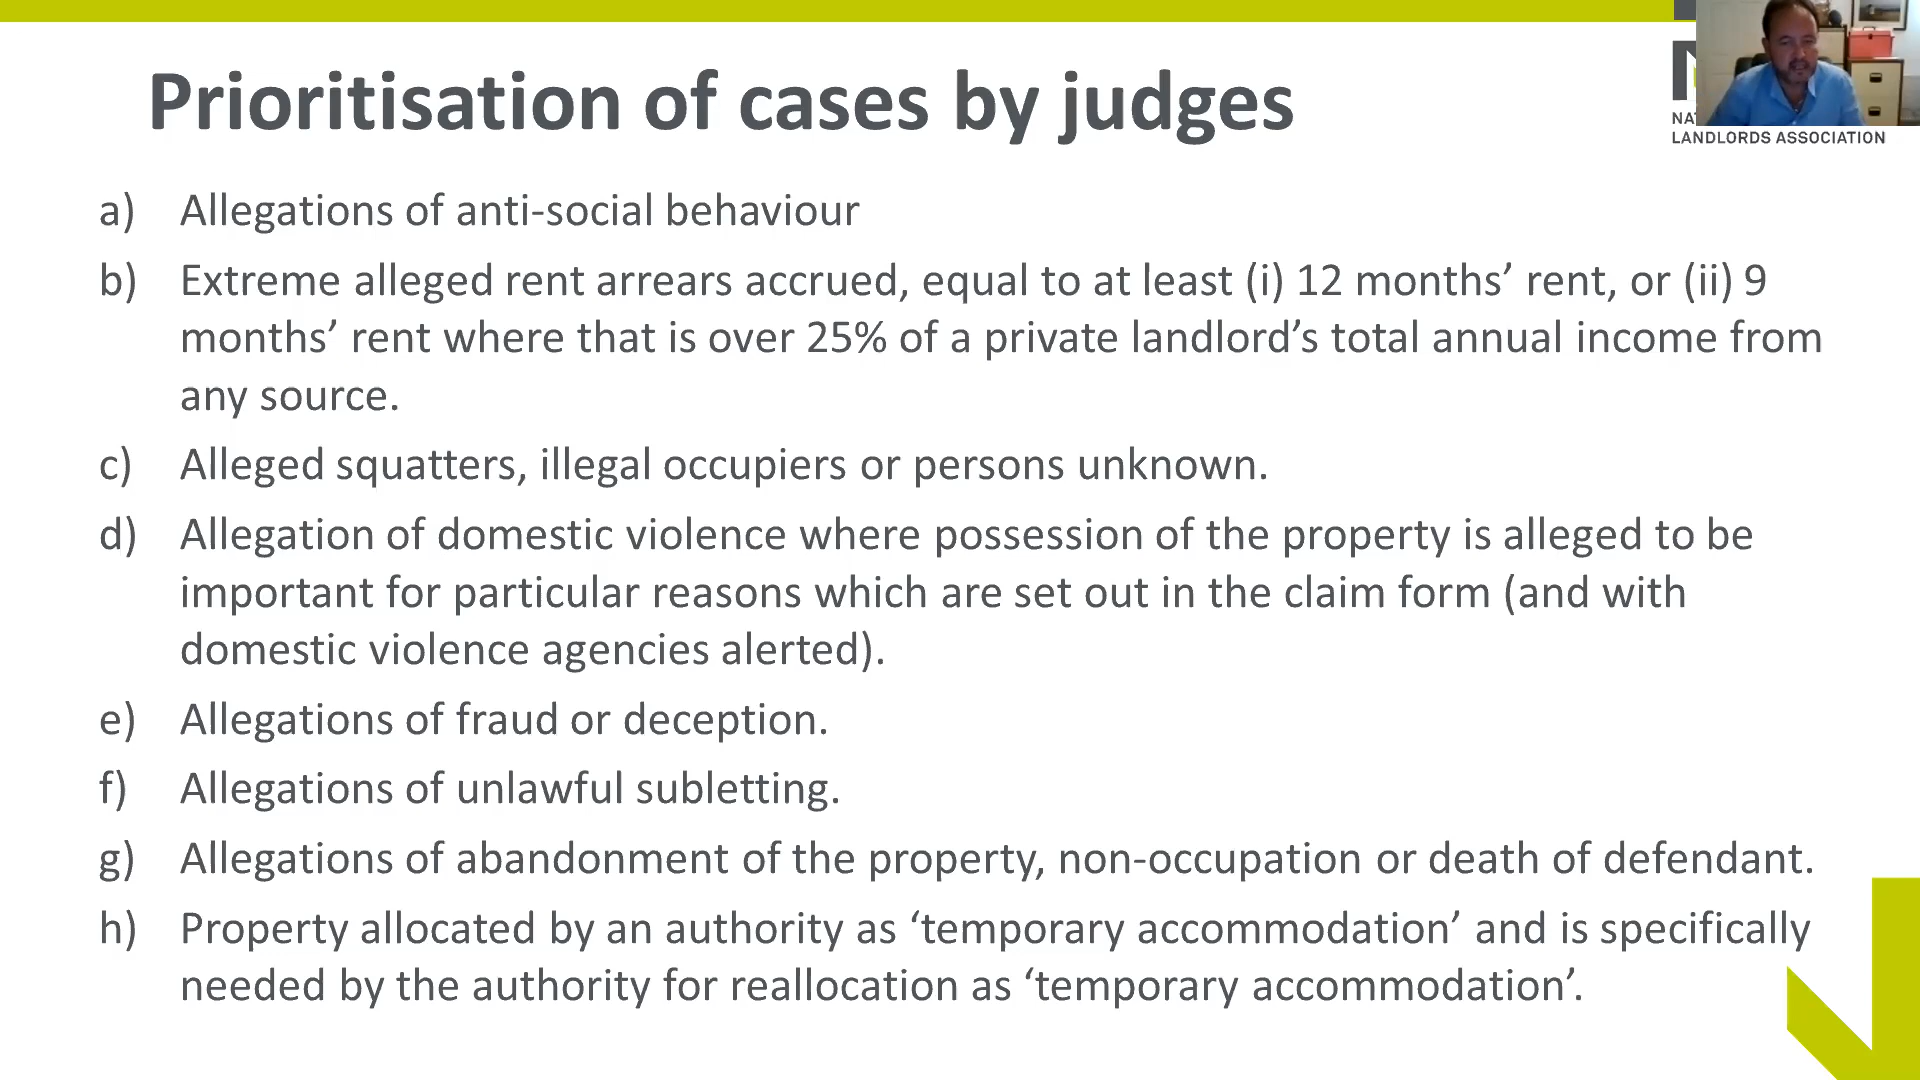 Prioritisation of cases by judges
LANDLORDS ASSOCIATION
a) Allegations of anti-social behaviour
b) Extreme alleged rent arrears accrued, equal to at least (i) 12 months’ rent, or (ii) 9
months’ rent where that is over 25% of a private landlord’s total annual income from
any source.
c) Alleged squatters, illegal occupiers or persons unknown.
d) Allegation of domestic violence where possession of the property is alleged to be
important for particular reasons which are set out in the claim form (and with
domestic violence agencies alerted).
e) Allegations of fraud or deception.
f) Allegations of unlawful subletting.
g) Allegations of abandonment of the property, non-occupation or death of defendant.
h) Property allocated by an authority as ‘temporary accommodation’ and is specifically
needed by the authority for reallocation as ‘temporary accommodation’.